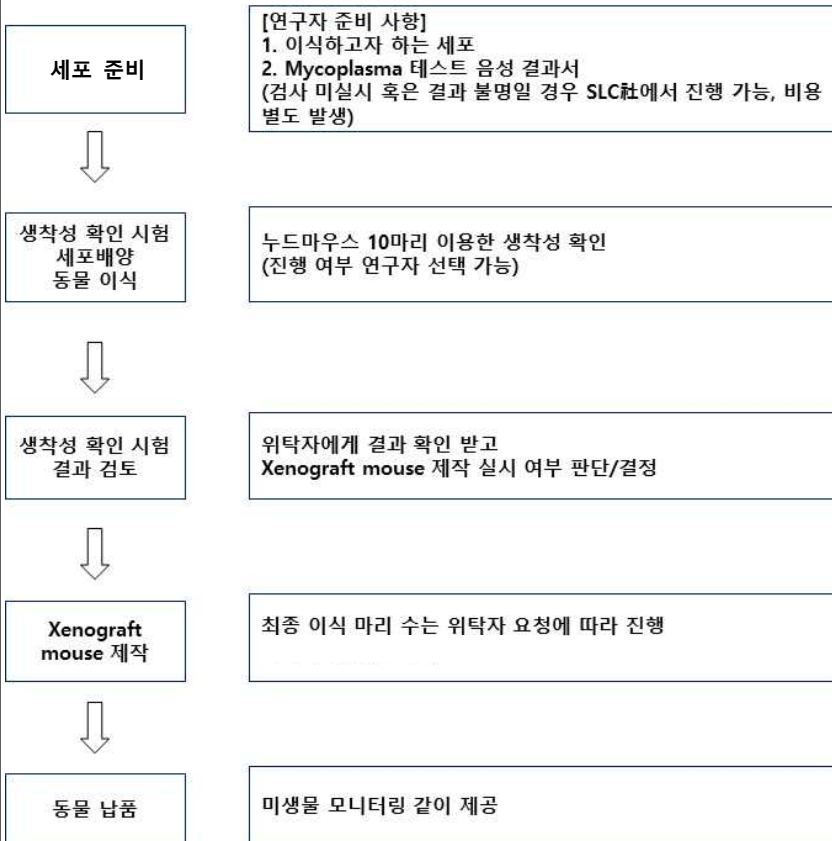 세포 준비
[연구자 준비 사항]
1. 이식하고자 하는 세포
2. Mycoplasma 테스트 음성 결과서
(검사 미실시 혹은 결과 불명일 경우 SLC社에서 진행 가능, 비용
별도 발생)
생착성 확인 시험
세포배양
동물 이식
누드마우스 10마리 이용한 생착성 확인
(진행 여부 연구자 선택 가능)
생착성 확인 시험
결과 검토
위탁자에게 결과 확인 받고
Xenograft mouse 제작 실시 여부 판단/결정
Xenograft
mouse 제작
최종 이식 마리 수는 위탁자 요청에 따라 진행
동물 납품
미생물 모니터링 같이 제공